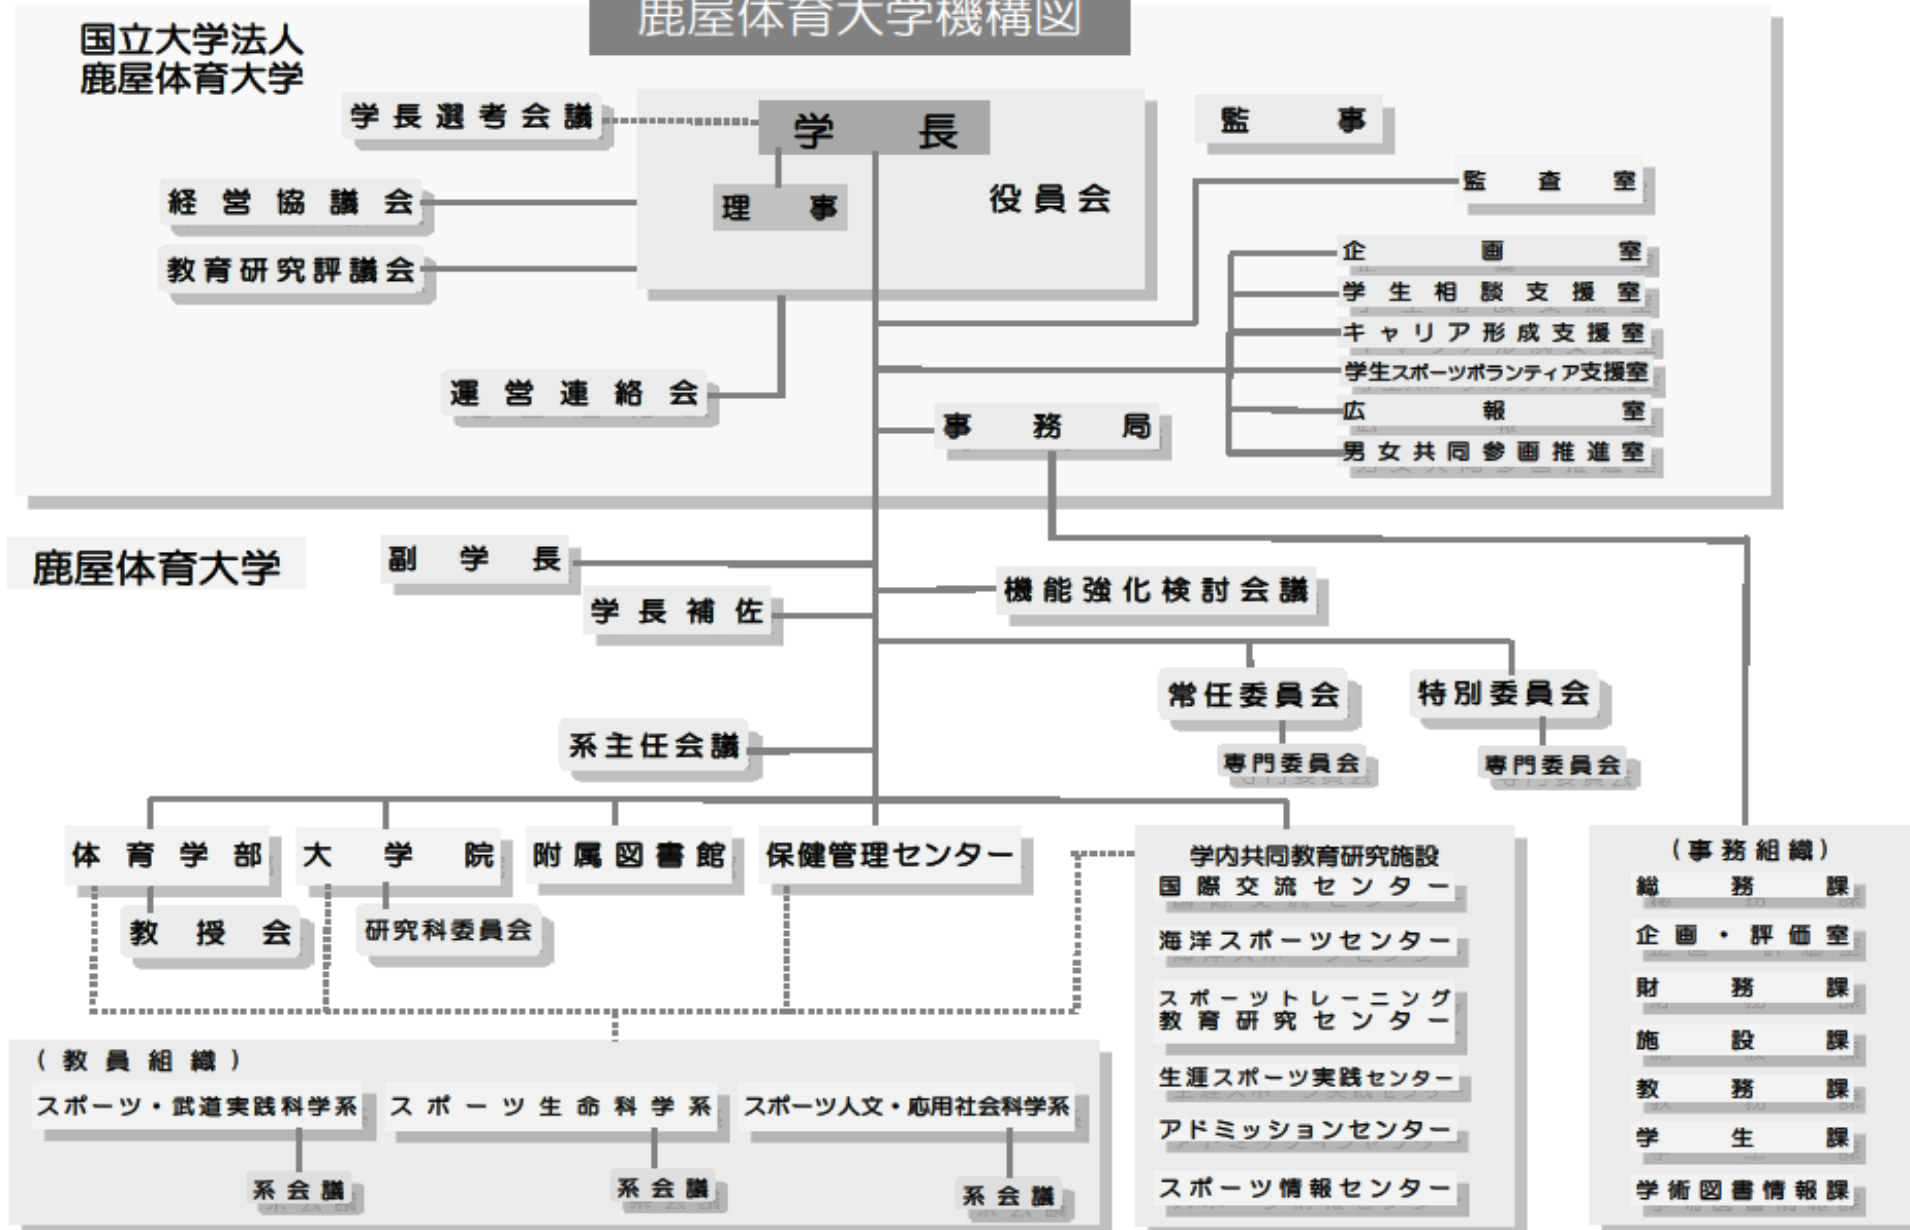 鹿屋体育大学機構図
国立大学法人
鹿屋体育大学
学長選考会議
学長
監事
監査室
経営協議会
理事
役員会
教育研究評議会
企画室
学生相談支援室
キャリア形成支援室
学生スポーツボランティア支援室
広報室
男女共同参画推進室
運営連絡会
事務局
鹿屋体育大学
副学長
機能強化検討会議
学長補佐
常任委員会
特別委員会
系主任会議
専門委員会
専門委員会
体育学部
大学院
附属図書館
保健管理センター
教授会
研究科委員会
学内共同教育研究施設
国際交流センター
海洋スポーツセンター
スポーツトレーニング
教育研究センター
生涯スポーツ実践センター
アドミッションセンター
スポーツ情報センター
(事務組織)
総務課
企画・評価室
財務課
施設課
教務課
学生課
学術図書情報課
(教員組織)
スポーツ・武道実践科学系
スポーツ生命科学系
スポーツ人文・応用社会科学系
系会議
系会議
系会議